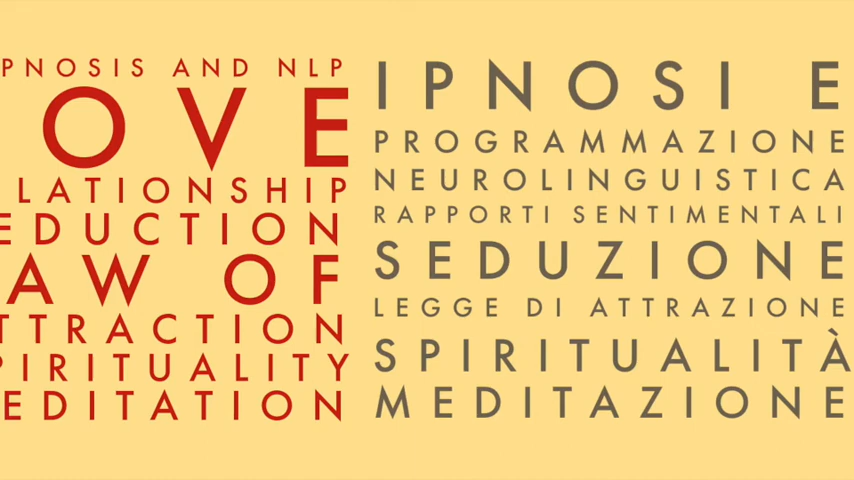 PNOSIS AND NLP
OVE
LATIONSHIP
EDUCTION
AW OF
TTRACTION
PIRITUALITY
EDITATION
IPNOSI E
PROGRAMMAZIONE
NEUROLINGUISTICA
RAPPORTI SENTIMENTALI
SEDUZIONE
LEGGE DI ATTRAZIONE
SPIRITUALITÀ
MEDITAZIONE